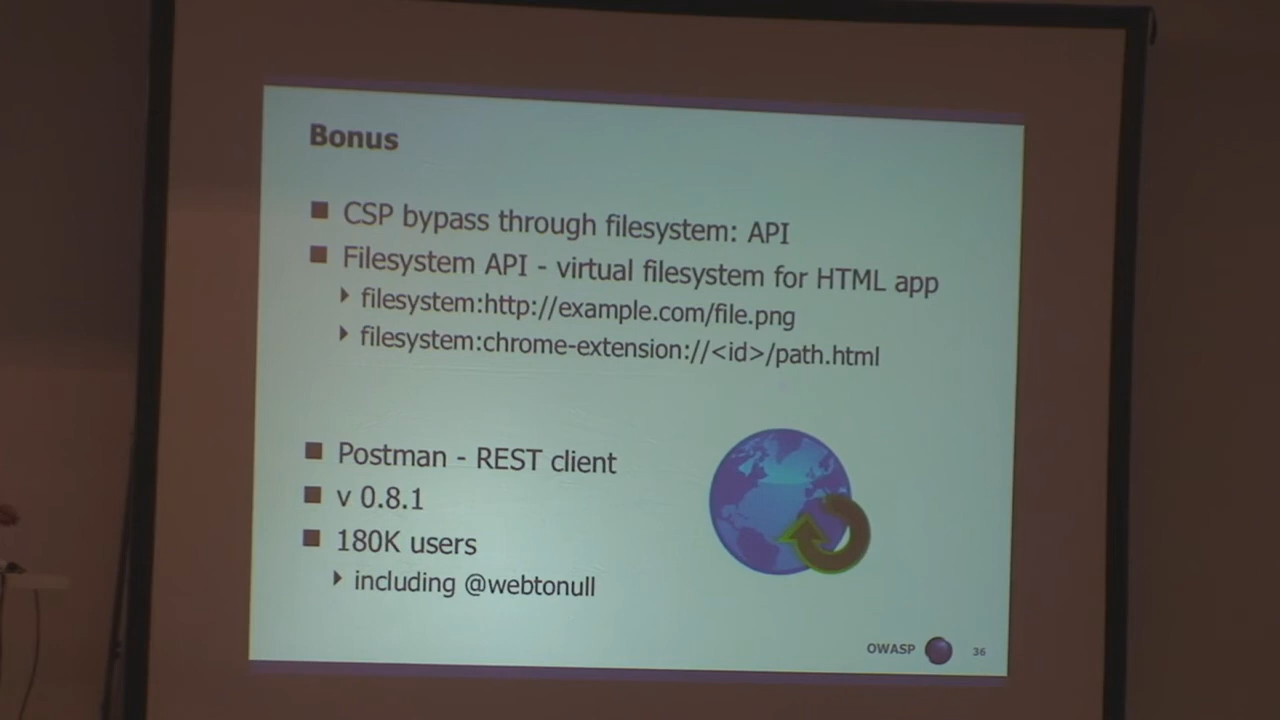 Bonus
CSP bypass through filesystem: API
Filesystem API - virtual filesystem for HTML app
filesystem:http://example.com/file.png
filesystem:chrome-extension://<id>/path.html
Postman - REST client
v 0.8.1
180K users
including @webtonull
OWASP 36